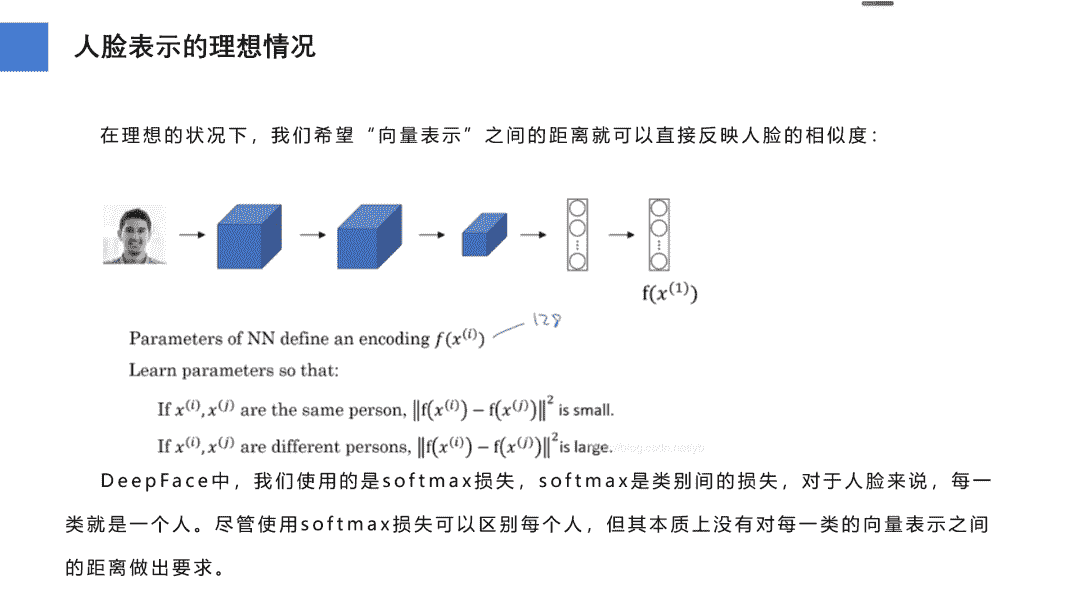 人脸表示的理想情况
在理想的状况下，我们希望“向量表示”之间的距离就可以直接反映人脸的相似度：
f(x⁽¹⁾)
128
Parameters of NN define an encoding f(x⁽ⁱ⁾)
Learn parameters so that:
If x⁽ⁱ⁾, x⁽ʲ⁾ are the same person, ‖f(x⁽ⁱ⁾) − f(x⁽ʲ⁾)‖² is small.
If x⁽ⁱ⁾, x⁽ʲ⁾ are different persons, ‖f(x⁽ⁱ⁾) − f(x⁽ʲ⁾)‖² is large.
DeepFace中，我们使用的是softmax损失，softmax是类别间的损失，对于人脸来说，每一
类就是一个人。尽管使用softmax损失可以区别每个人，但其本质上没有对每一类的向量表示之间
的距离做出要求。